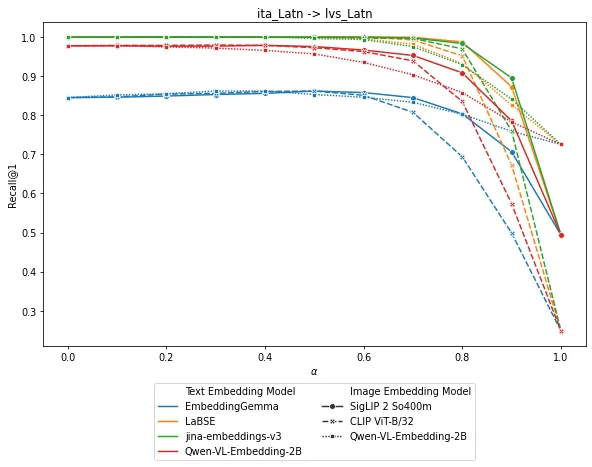 ita_Latn -> lvs_Latn
Recall@1
1.0
0.9
0.8
0.7
0.6
0.5
0.4
0.3
0.0 0.2 0.4 0.6 0.8 1.0
α
Text Embedding Model Image Embedding Model
EmbeddingGemma SigLIP 2 So400m
LaBSE CLIP ViT-B/32
jina-embeddings-v3 Qwen-VL-Embedding-2B
Qwen-VL-Embedding-2B